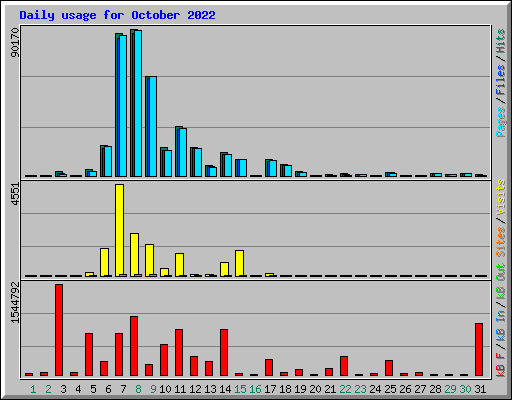 Daily usage for October 2022
90170
Pages / Files / Hits
4561
kB F / kB In / kB Out Sites / Visits
1544792
1 2 3 4 5 6 7 8 9 10 11 12 13 14 15 16 17 18 19 20 21 22 23 24 25 26 27 28 29 30 31